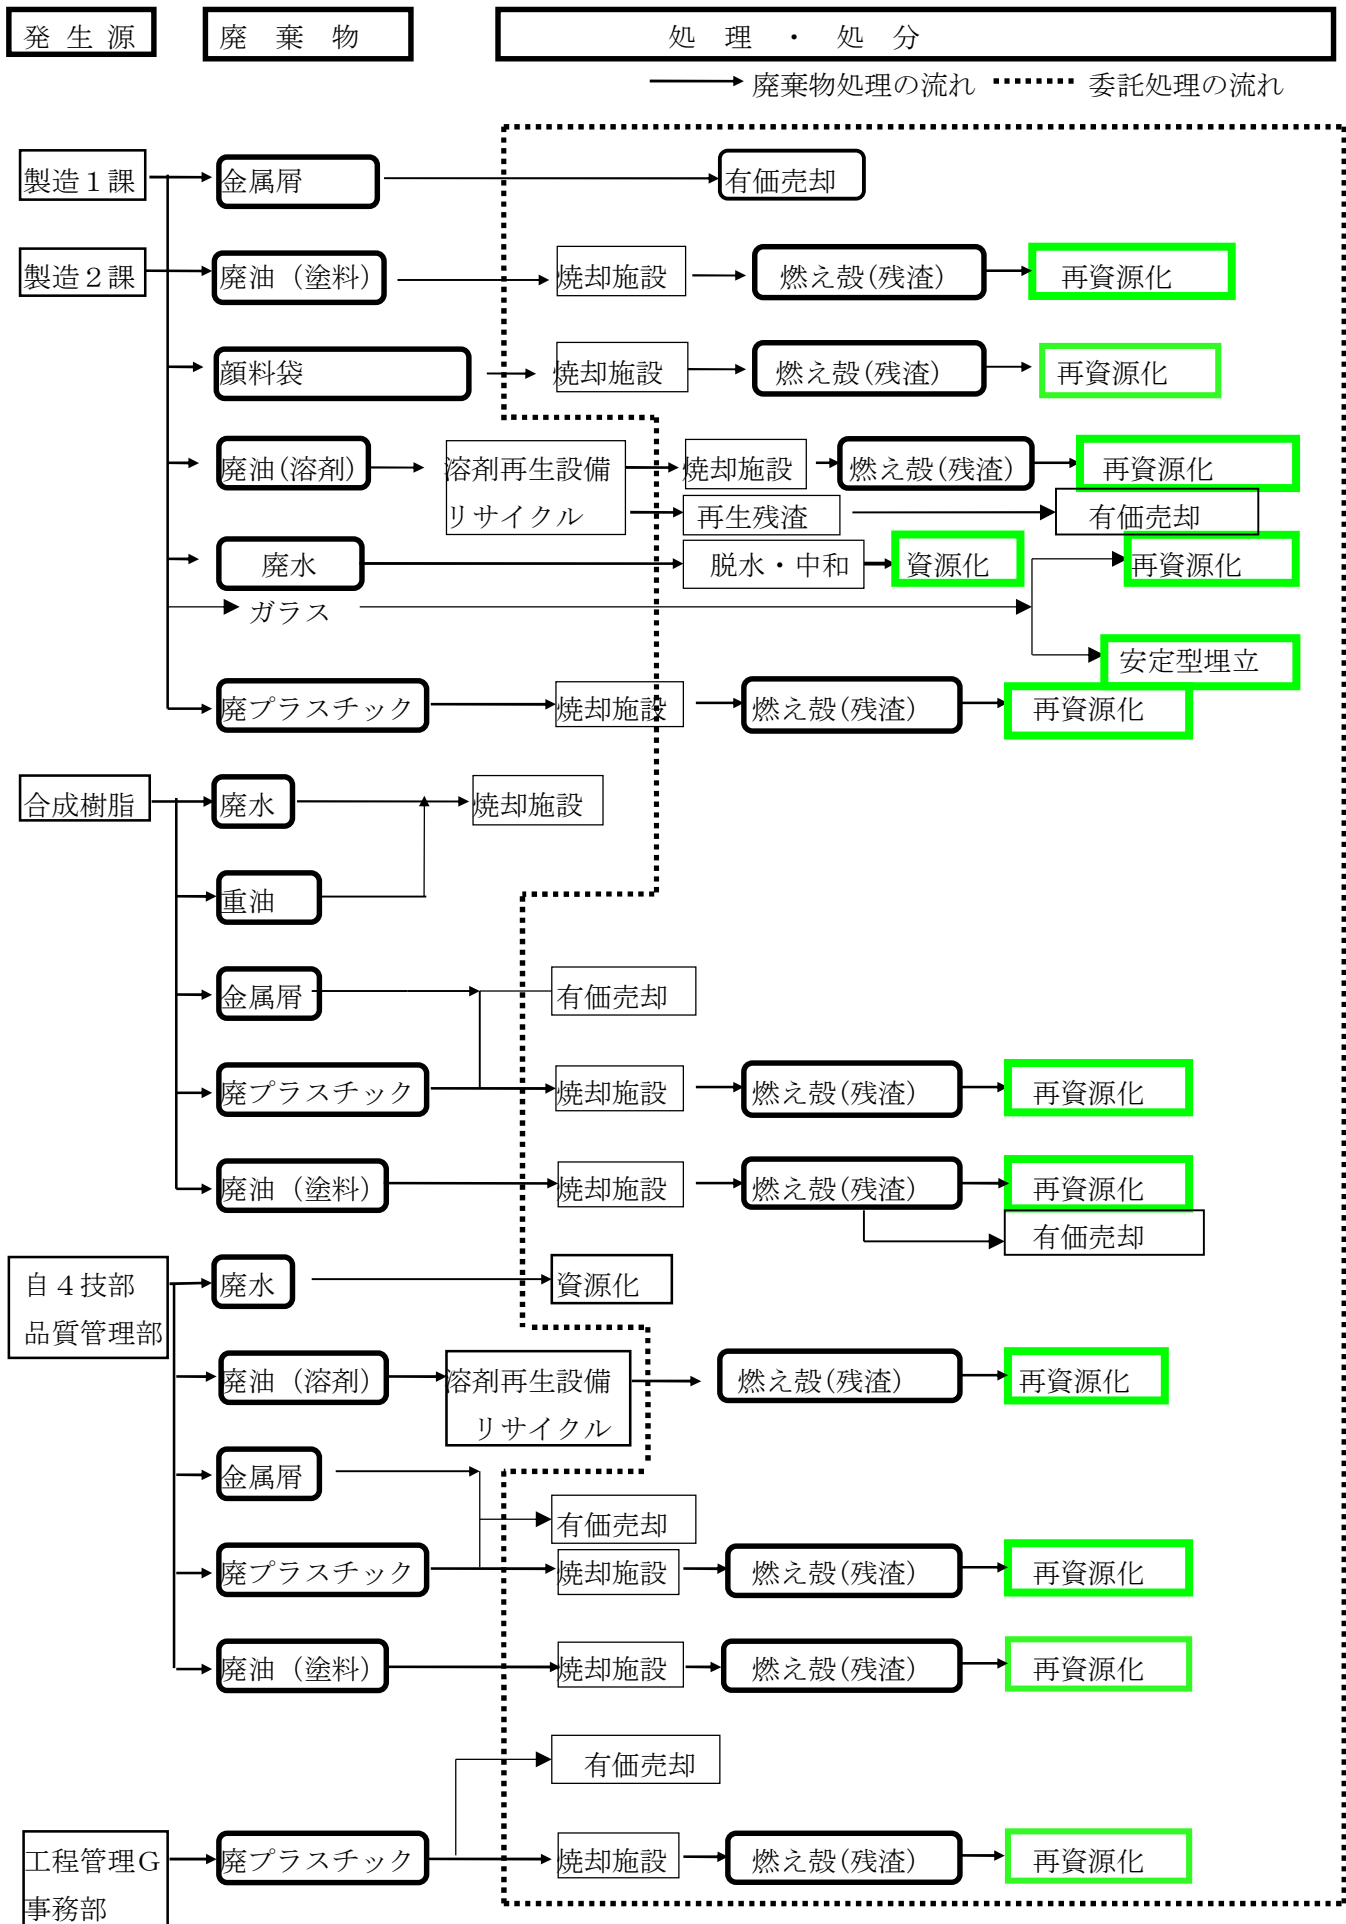 発生源 廃棄物 処理・処分
廃棄物処理の流れ 委託処理の流れ
製造１課 金属屑 有価売却
製造２課 廃油（塗料） 焼却施設 燃え殻(残渣) 再資源化
顔料袋 焼却施設 燃え殻(残渣) 再資源化
廃油(溶剤) 溶剤再生設備 焼却施設 燃え殻(残渣) 再資源化
リサイクル 再生残渣 有価売却
廃水 脱水・中和 資源化 再資源化
ガラス
安定型埋立
廃プラスチック 焼却施設 燃え殻(残渣) 再資源化
合成樹脂 廃水 焼却施設
重油
金属屑 有価売却
廃プラスチック 焼却施設 燃え殻(残渣) 再資源化
廃油（塗料） 焼却施設 燃え殻(残渣) 再資源化
有価売却
自４技部 廃水 資源化
品質管理部
廃油（溶剤） 溶剤再生設備 燃え殻(残渣) 再資源化
リサイクル
金属屑
有価売却
廃プラスチック 焼却施設 燃え殻(残渣) 再資源化
廃油（塗料） 焼却施設 燃え殻(残渣) 再資源化
有価売却
工程管理Ｇ 廃プラスチック 焼却施設 燃え殻(残渣) 再資源化
事務部